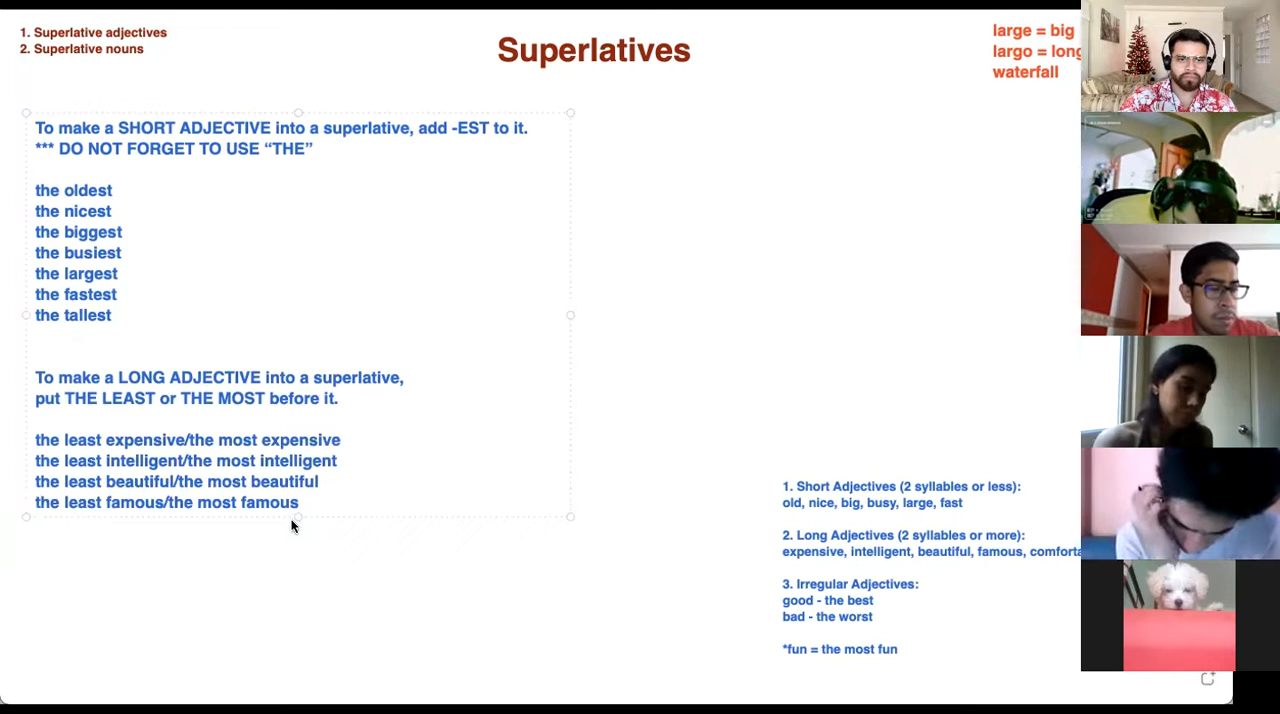 1. Superlative adjectives
2. Superlative nouns
Superlatives
large = big
largo = long
waterfall
To make a SHORT ADJECTIVE into a superlative, add -EST to it.
*** DO NOT FORGET TO USE “THE”
the oldest
the nicest
the biggest
the busiest
the largest
the fastest
the tallest
To make a LONG ADJECTIVE into a superlative,
put THE LEAST or THE MOST before it.
the least expensive/the most expensive
the least intelligent/the most intelligent
the least beautiful/the most beautiful
the least famous/the most famous
1. Short Adjectives (2 syllables or less):
old, nice, big, busy, large, fast
2. Long Adjectives (2 syllables or more):
expensive, intelligent, beautiful, famous,
3. Irregular Adjectives:
good - the best
bad - the worst
*fun = the most fun